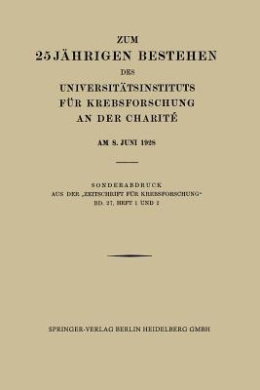 ZUM
25JÄHRIGEN BESTEHEN
DES
UNIVERSITÄTSINSTITUTS
FÜR KREBSFORSCHUNG
AN DER CHARITÉ
AM 8. JUNI 1928
SONDERABDRUCK
AUS DER „ZEITSCHRIFT FÜR KREBSFORSCHUNG“
BD. 27, HEFT 1 UND 2
SPRINGER-VERLAG BERLIN HEIDELBERG GMBH